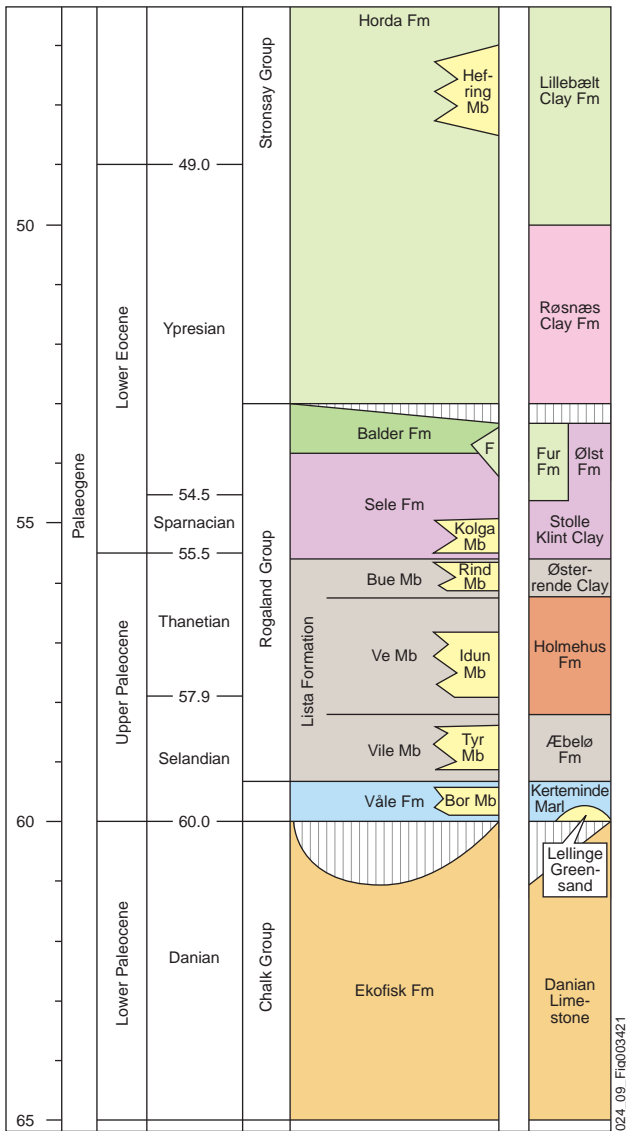 50
55
60
65
Palaeogene
Lower Eocene
Upper Paleocene
Lower Paleocene
49.0
Ypresian
54.5
Sparnacian
55.5
Thanetian
57.9
Selandian
60.0
Danian
Stronsay Group
Rogaland Group
Chalk Group
Horda Fm
Hef-
ring
Mb
Balder Fm
F
Sele Fm
Kolga
Mb
Lista Formation
Bue Mb
Rind
Mb
Ve Mb
Idun
Mb
Vile Mb
Tyr
Mb
Våle Fm
Bor Mb
Ekofisk Fm
Lillebælt
Clay Fm
Røsnæs
Clay Fm
Fur
Fm
Ølst
Fm
Stolle
Klint Clay
Øster-
rende Clay
Holmehus
Fm
Æbelø
Fm
Kerteminde
Marl
Lellinge
Green-
sand
Danian
Lime-
stone
024_09_Fig003421